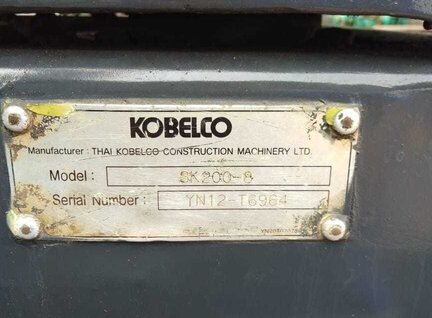 KOBELCO
Manufacturer : THAI KOBELCO CONSTRUCTION MACHINERY LTD.
Model : SK200-8
Serial Number : YN12-T6964